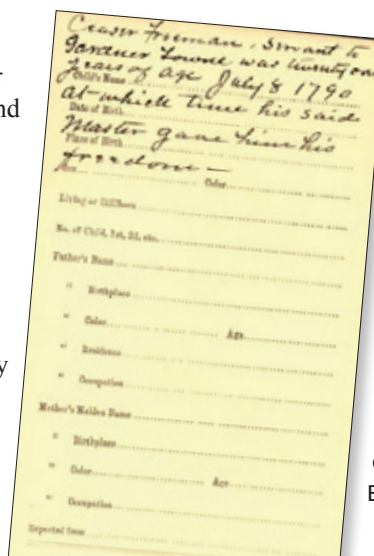 Ceaser Freeman, Servant to
Gardner Towne was twenty one
years of age July 8 1790
Child's Name
at which time his said
Date of Birth
Master gave him his
Place of Birth
freedom —
Sex Color
Living or Stillborn
No. of Child, 1st, 2d, etc.
Father's Name
" Birthplace
" Color Age
" Residence
" Occupation
Mother's Maiden Name
" Birthplace
" Color Age
" Occupation
Reported from
nd
y